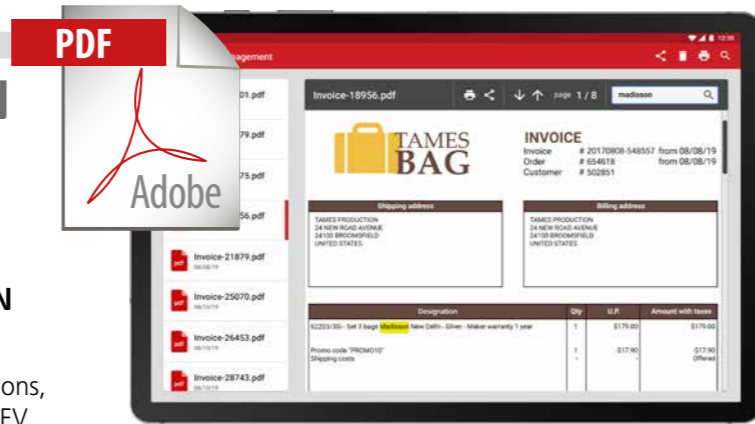 PDF
Adobe
agement
12:30
01.pdf
79.pdf
75.pdf
56.pdf
Invoice-21879.pdf
Invoice-25070.pdf
Invoice-26453.pdf
Invoice-28743.pdf
Invoice-18956.pdf
page 1 / 8
madisson
TAMES
BAG
INVOICE
Invoice # 20170808-548557 from 08/08/19
Order # 654618 from 08/08/19
Customer # 502851
Shipping address
TAMES PRODUCTION
24 NEW ROAD AVENUE
24100 BROOMSFIELD
UNITED STATES
Billing address
TAMES PRODUCTION
24 NEW ROAD AVENUE
24100 BROOMSFIELD
UNITED STATES
Designation Qty U.P. Amount with taxes
Set 3 bags Madisson New Delhi - Silver - Maker warranty 1 year 1 $179.00 $179.00
Promo code "PROMO10" 1 -$17.90 -$17.90
Shipping costs - - Offered
N
ons,